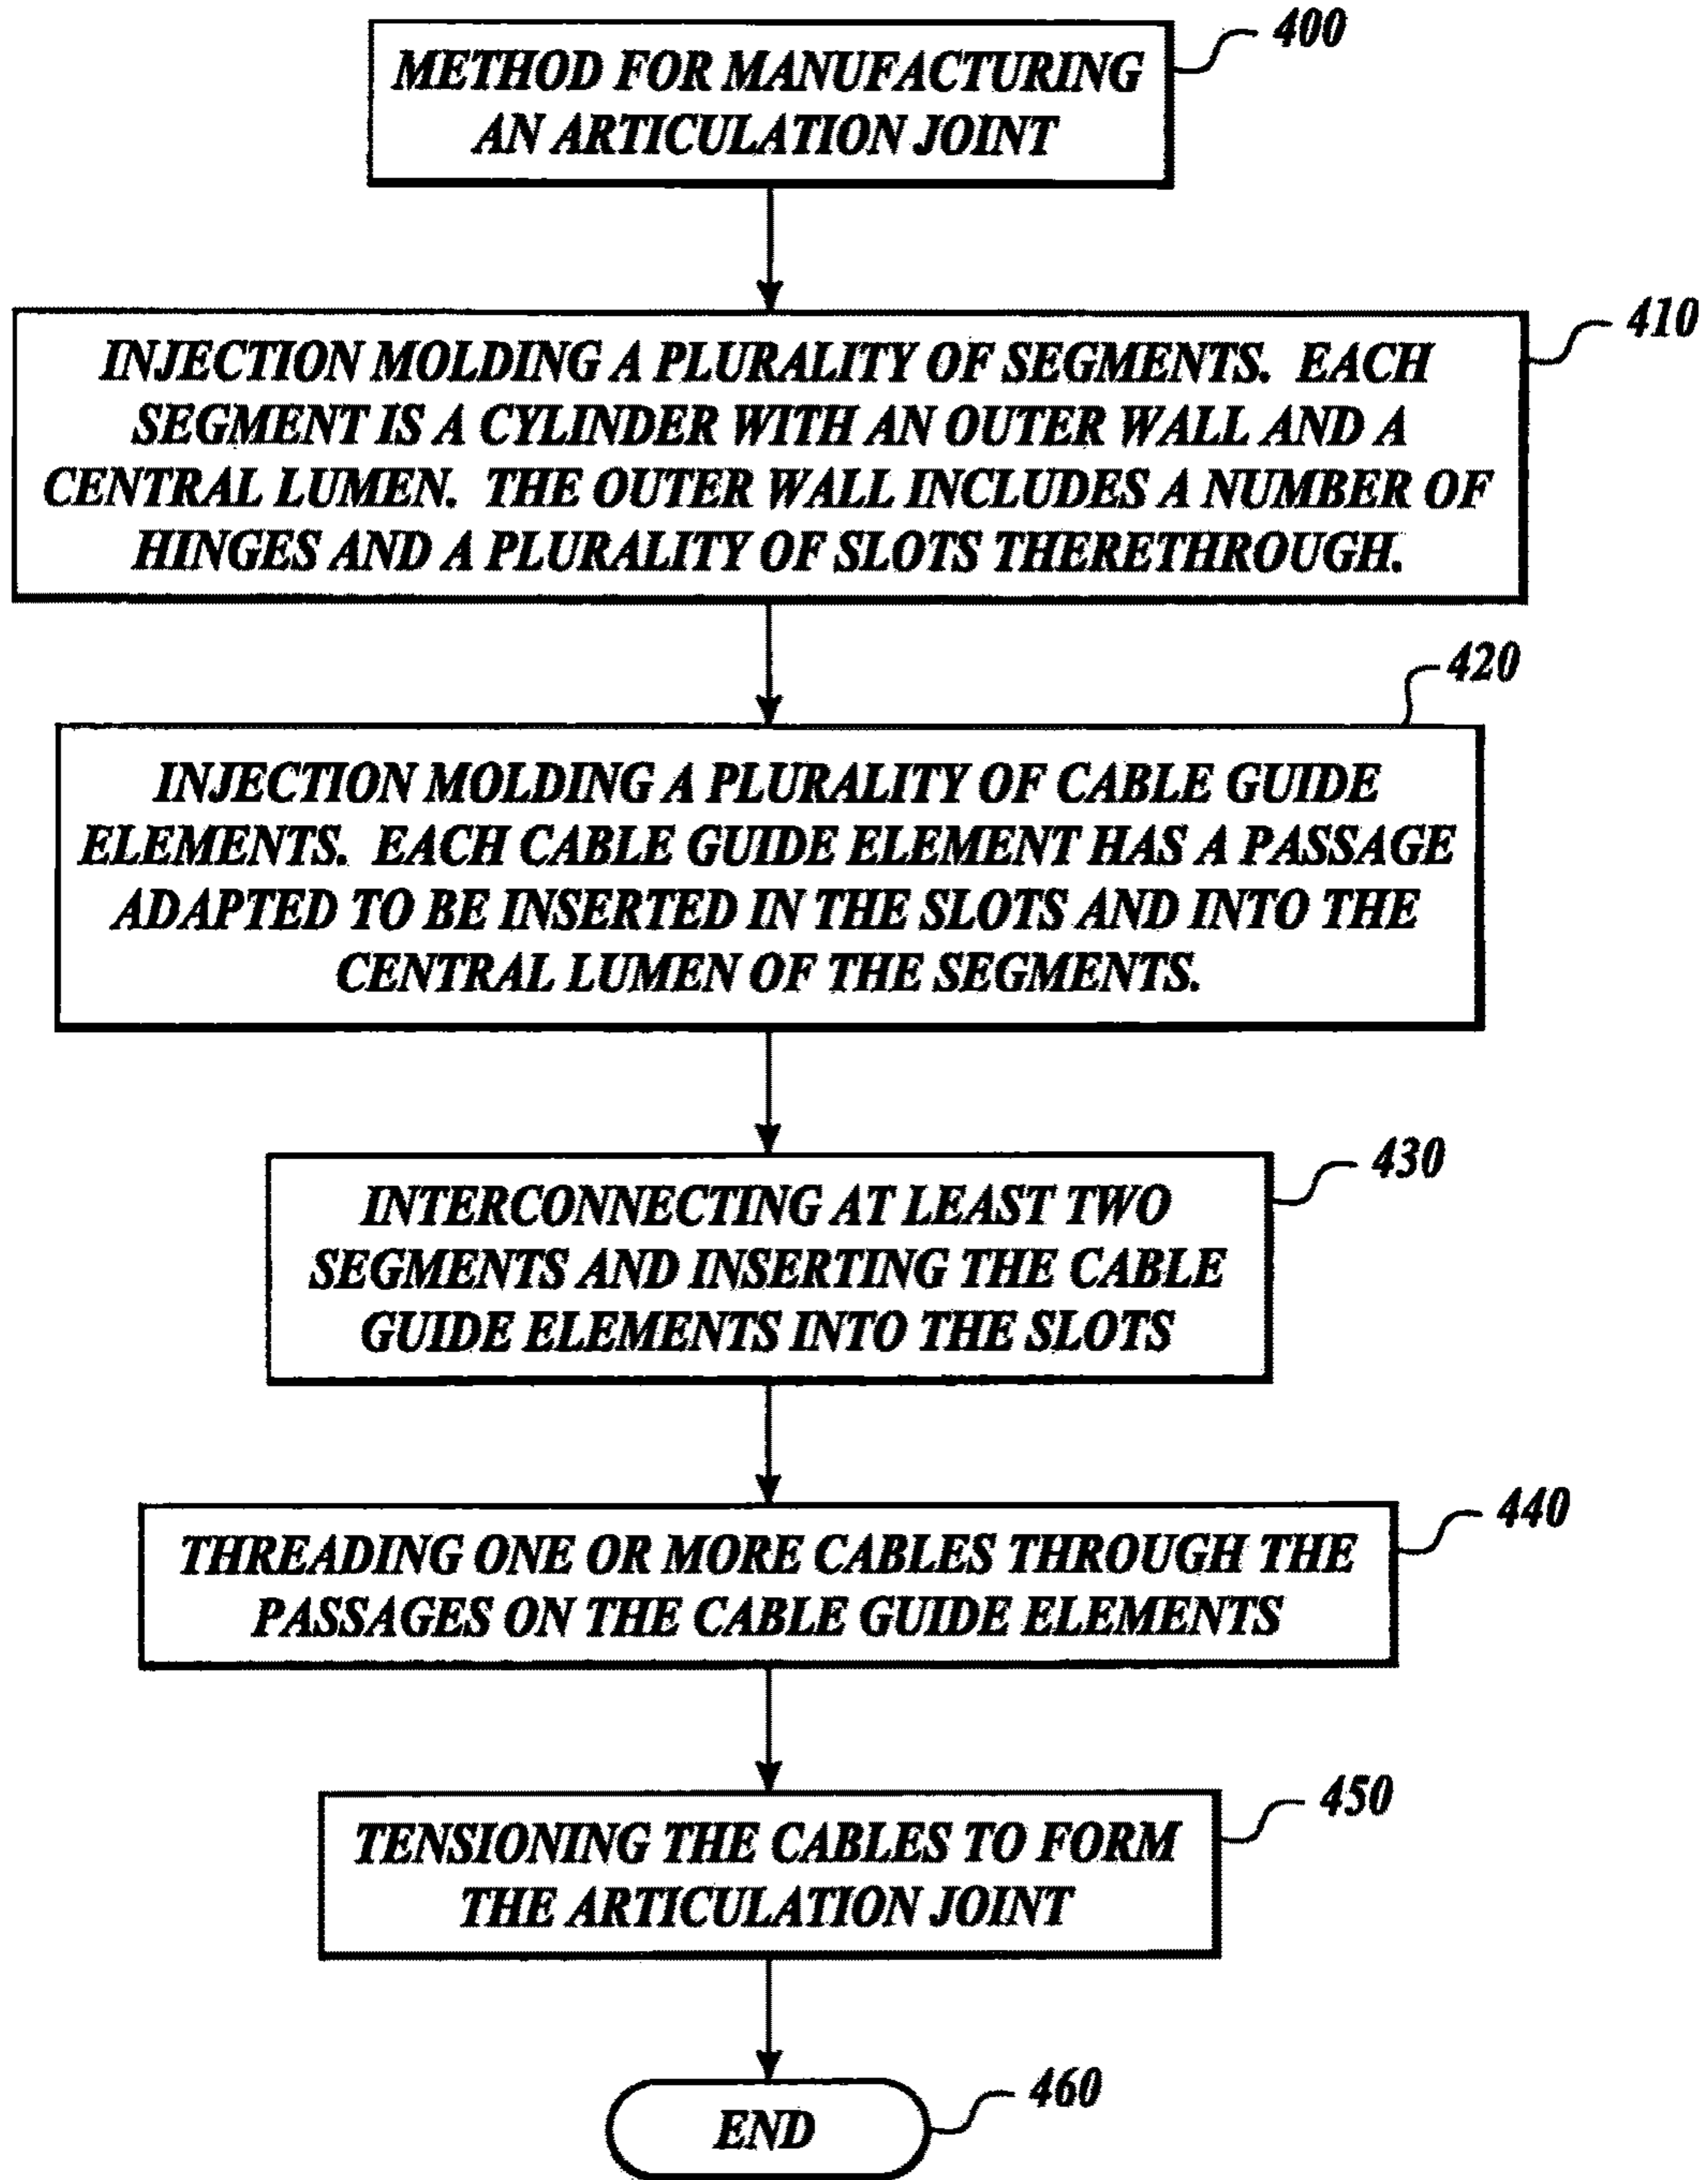 400
METHOD FOR MANUFACTURING
AN ARTICULATION JOINT
410
INJECTION MOLDING A PLURALITY OF SEGMENTS. EACH
SEGMENT IS A CYLINDER WITH AN OUTER WALL AND A
CENTRAL LUMEN. THE OUTER WALL INCLUDES A NUMBER OF
HINGES AND A PLURALITY OF SLOTS THERETHROUGH.
420
INJECTION MOLDING A PLURALITY OF CABLE GUIDE
ELEMENTS. EACH CABLE GUIDE ELEMENT HAS A PASSAGE
ADAPTED TO BE INSERTED IN THE SLOTS AND INTO THE
CENTRAL LUMEN OF THE SEGMENTS.
430
INTERCONNECTING AT LEAST TWO
SEGMENTS AND INSERTING THE CABLE
GUIDE ELEMENTS INTO THE SLOTS
440
THREADING ONE OR MORE CABLES THROUGH THE
PASSAGES ON THE CABLE GUIDE ELEMENTS
450
TENSIONING THE CABLES TO FORM
THE ARTICULATION JOINT
460
END